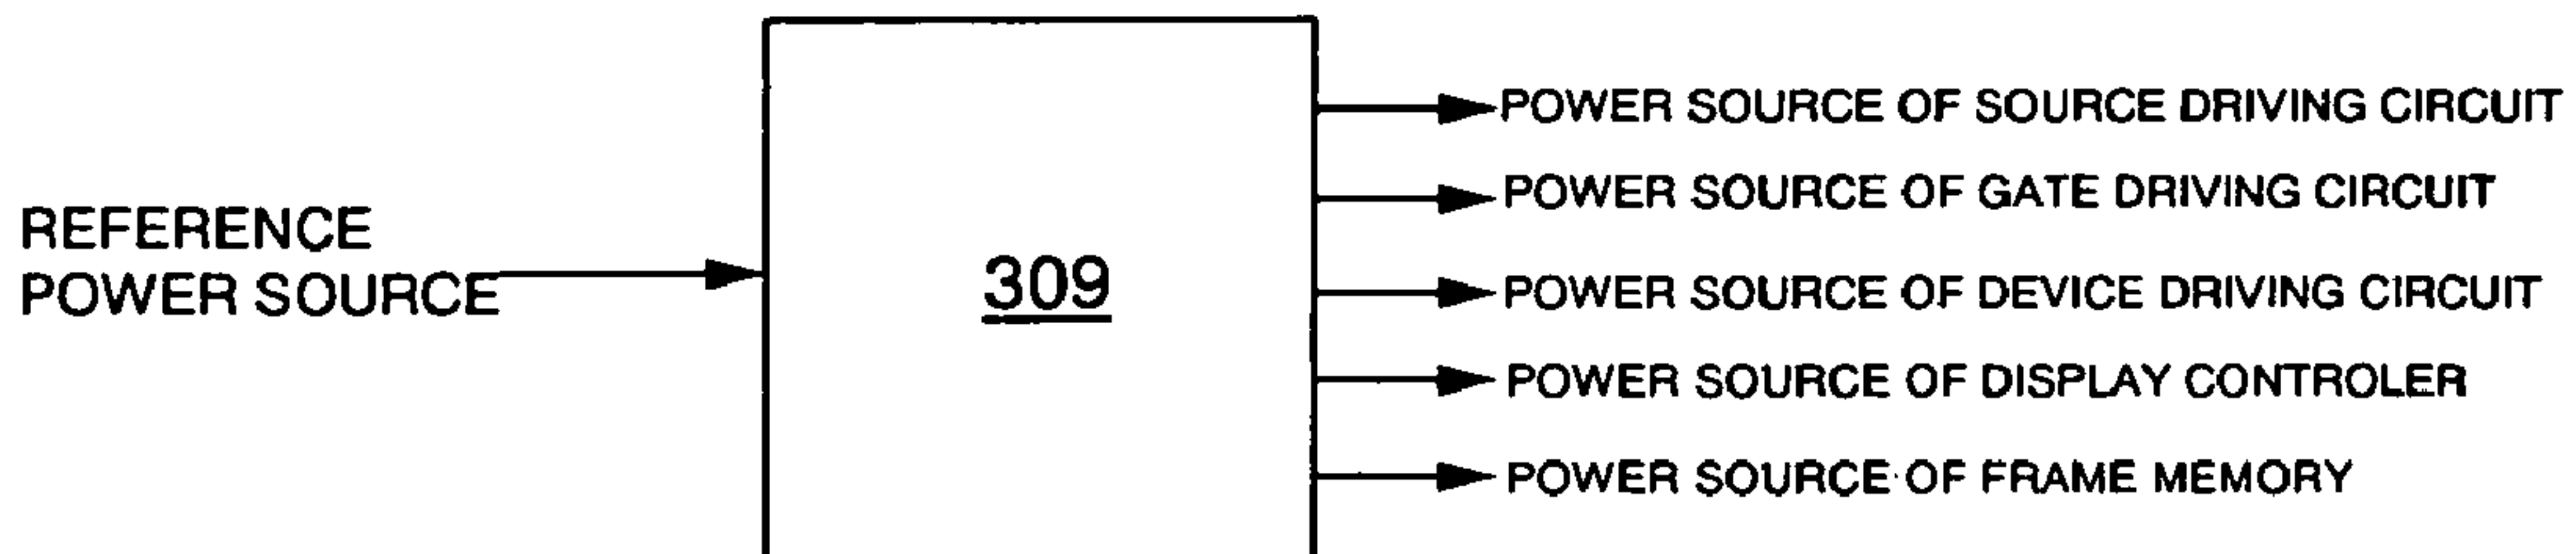 REFERENCE
POWER SOURCE
309
POWER SOURCE OF SOURCE DRIVING CIRCUIT
POWER SOURCE OF GATE DRIVING CIRCUIT
POWER SOURCE OF DEVICE DRIVING CIRCUIT
POWER SOURCE OF DISPLAY CONTROLER
POWER SOURCE OF FRAME MEMORY